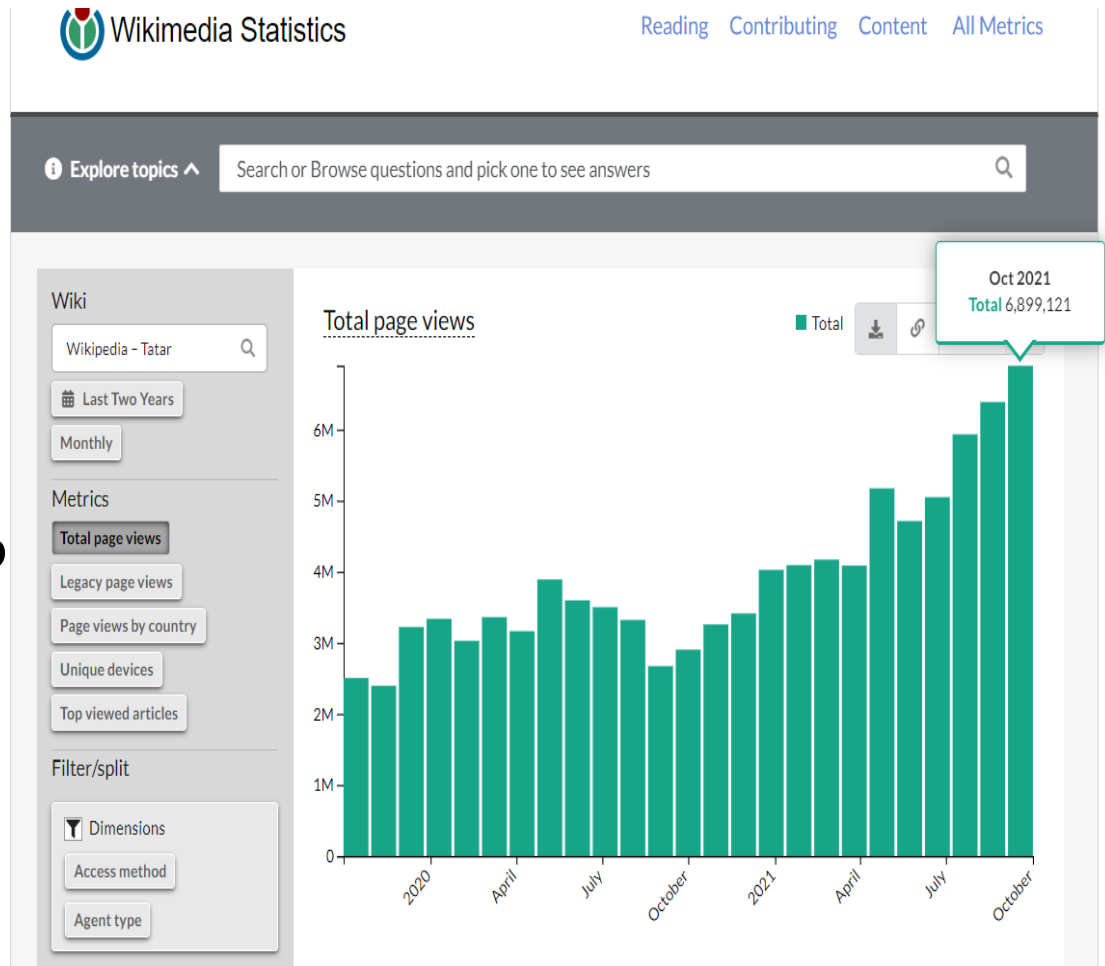 Wikimedia Statistics
Reading Contributing Content All Metrics
Explore topics
Search or Browse questions and pick one to see answers
Wiki
Wikipedia - Tatar
Last Two Years
Monthly
Metrics
Total page views
Legacy page views
Page views by country
Unique devices
Top viewed articles
Filter/split
Dimensions
Access method
Agent type
Total page views
Total
Oct 2021
Total 6,899,121
6M
5M
4M
3M
2M
1M
0
2020
April
July
October
2021
April
July
October